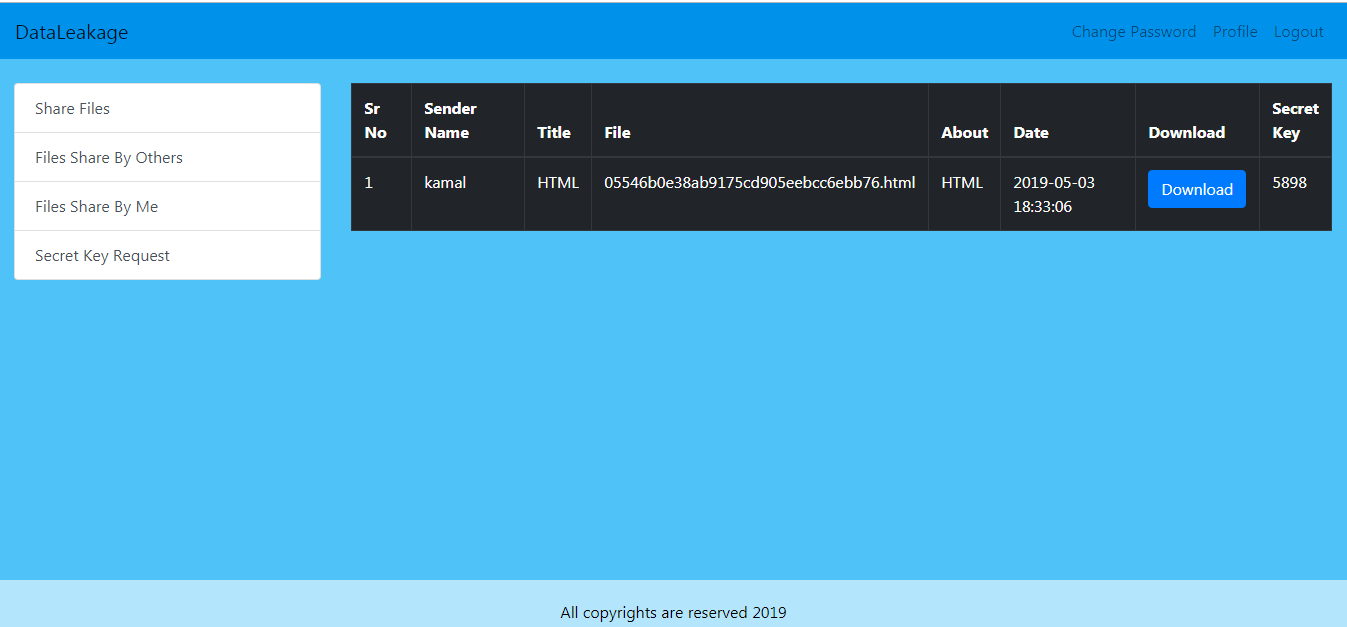 DataLeakage
Change Password Profile Logout
Share Files
Files Share By Others
Files Share By Me
Secret Key Request
Sr No Sender Name Title File About Date Download Secret Key
1 kamal HTML 05546b0e38ab9175cd905eebcc6ebb76.html HTML 2019-05-03 18:33:06 Download 5898
All copyrights are reserved 2019